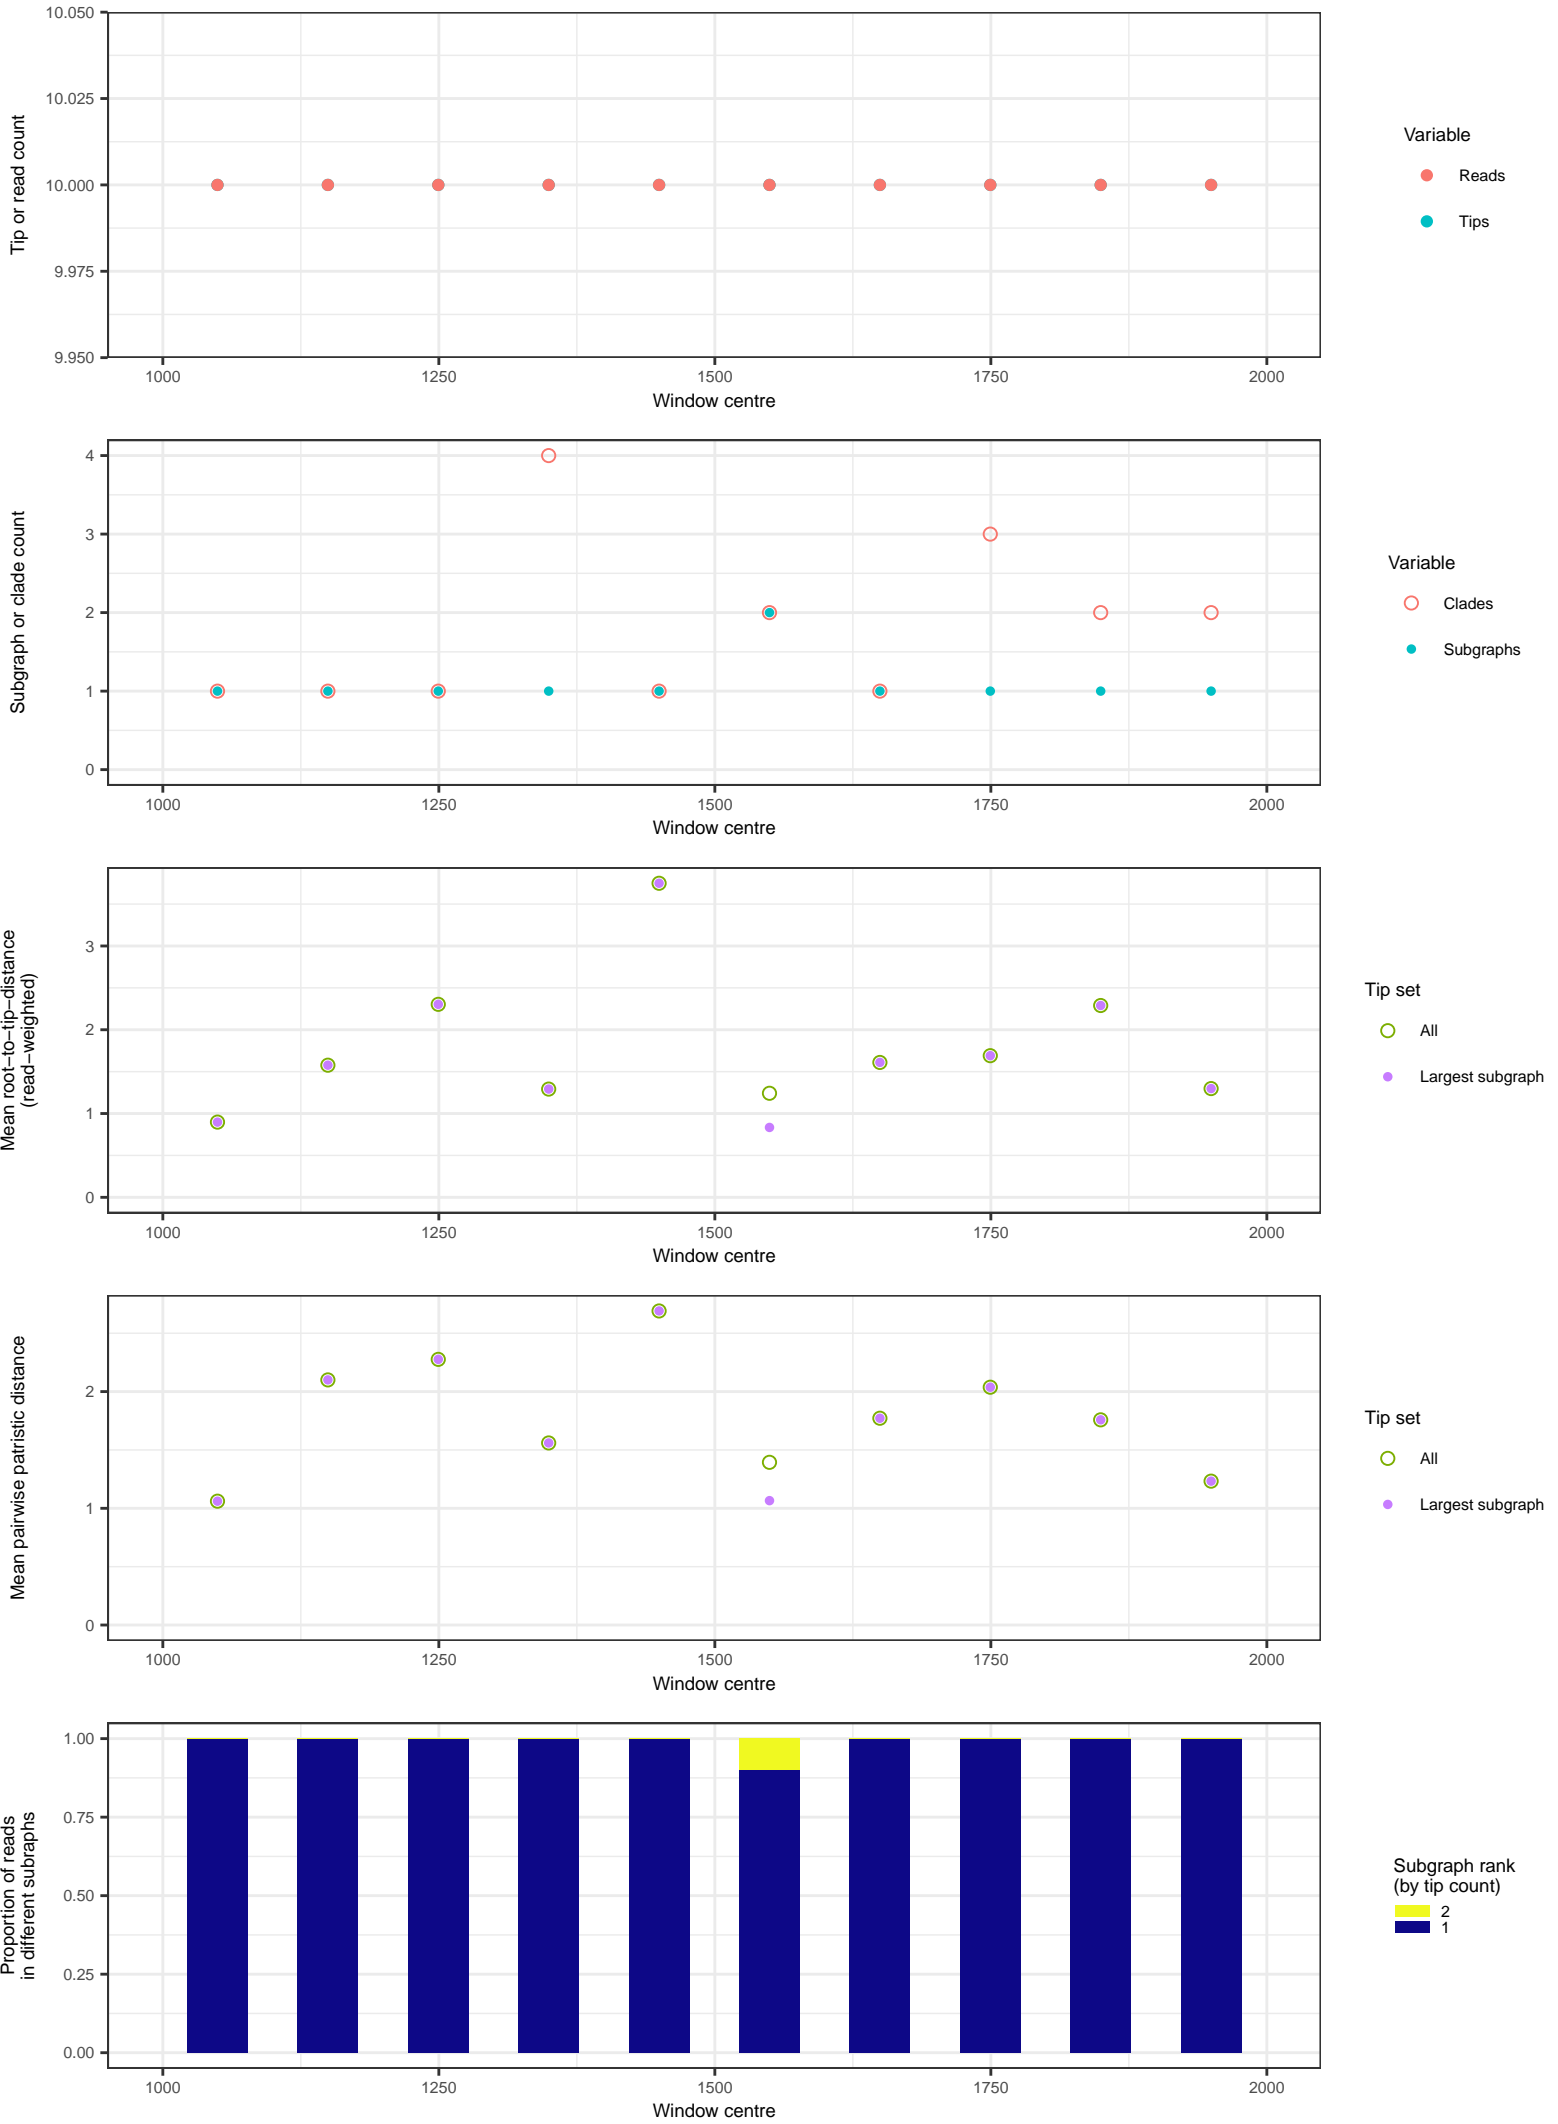 10.050
10.025
10.000
9.975
9.950
Tip or read count
1000 1250 1500 1750 2000
Window centre
Variable
Reads
Tips
4
3
2
1
0
Subgraph or clade count
1000 1250 1500 1750 2000
Window centre
Variable
Clades
Subgraphs
3
2
1
0
Mean root−to−tip−distance
(read−weighted)
1000 1250 1500 1750 2000
Window centre
Tip set
All
Largest subgraph
2
1
0
Mean pairwise patristic distance
1000 1250 1500 1750 2000
Window centre
Tip set
All
Largest subgraph
1.00
0.75
0.50
0.25
0.00
Proportion of reads
in different subraphs
1000 1250 1500 1750 2000
Window centre
Subgraph rank
(by tip count)
2
1